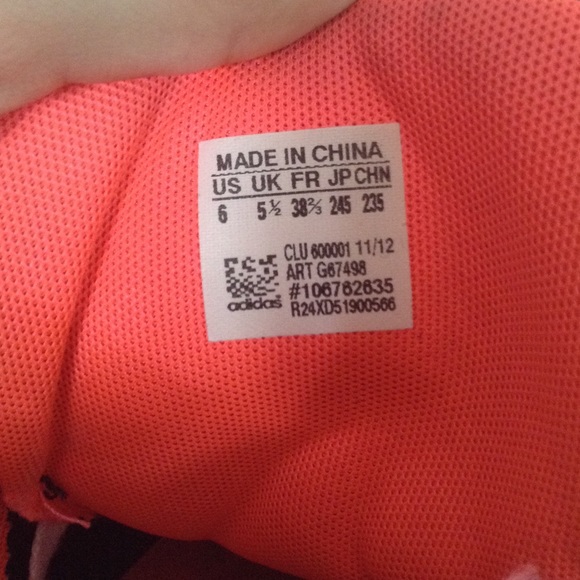 MADE IN CHINA
US UK FR JP CHN
6 5½ 38⅔ 245 235
CLU 600001 11/12
ART G67498
#106762635
adidas R24XD51900566